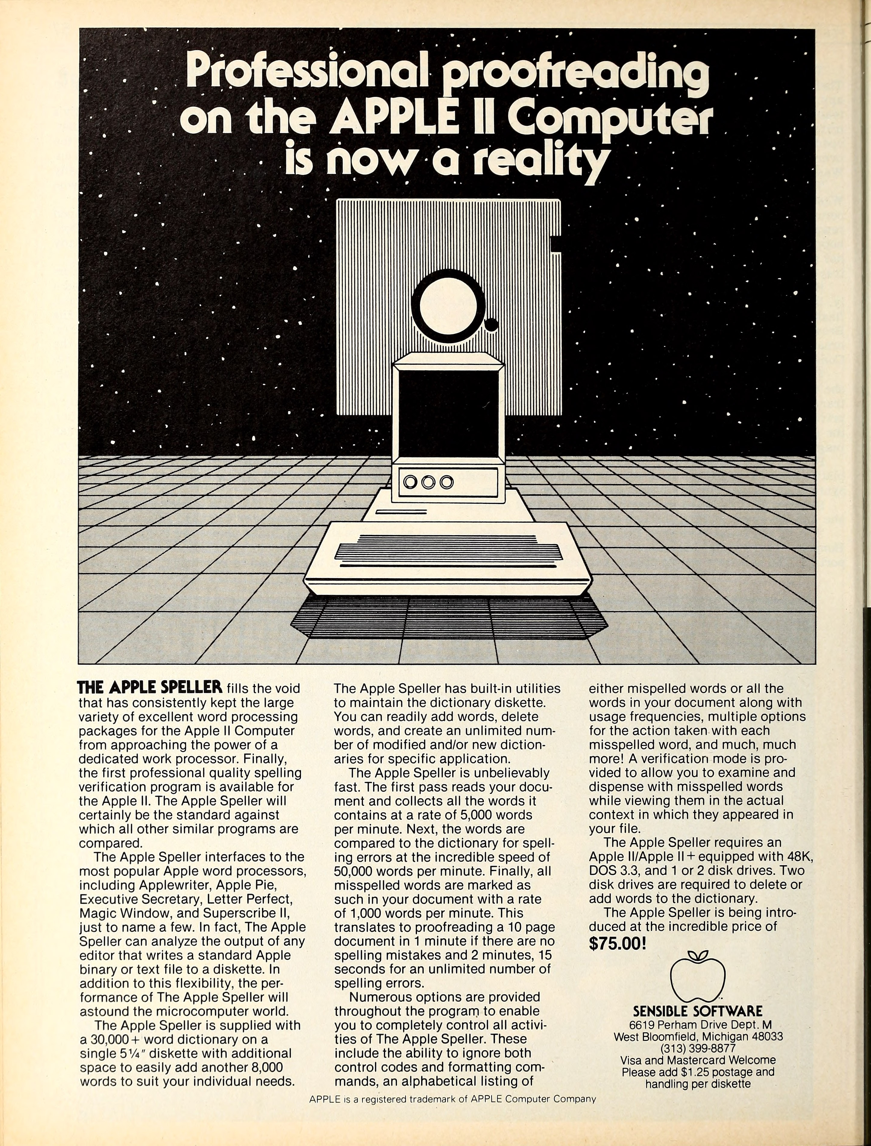 Professional proofreading
on the APPLE II Computer
is now a reality
THE APPLE SPELLER fills the void
that has consistently kept the large
variety of excellent word processing
packages for the Apple II Computer
from approaching the power of a
dedicated work processor. Finally,
the first professional quality spelling
verification program is available for
the Apple II. The Apple Speller will
certainly be the standard against
which all other similar programs are
compared.
The Apple Speller interfaces to the
most popular Apple word processors,
including Applewriter, Apple Pie,
Executive Secretary, Letter Perfect,
Magic Window, and Superscribe II,
just to name a few. In fact, The Apple
Speller can analyze the output of any
editor that writes a standard Apple
binary or text file to a diskette. In
addition to this flexibility, the per-
formance of The Apple Speller will
astound the microcomputer world.
The Apple Speller is supplied with
a 30,000+ word dictionary on a
single 5¼" diskette with additional
space to easily add another 8,000
words to suit your individual needs.
The Apple Speller has built-in utilities
to maintain the dictionary diskette.
You can readily add words, delete
words, and create an unlimited num-
ber of modified and/or new diction-
aries for specific application.
The Apple Speller is unbelievably
fast. The first pass reads your docu-
ment and collects all the words it
contains at a rate of 5,000 words
per minute. Next, the words are
compared to the dictionary for spell-
ing errors at the incredible speed of
50,000 words per minute. Finally, all
misspelled words are marked as
such in your document with a rate
of 1,000 words per minute. This
translates to proofreading a 10 page
document in 1 minute if there are no
spelling mistakes and 2 minutes, 15
seconds for an unlimited number of
spelling errors.
Numerous options are provided
throughout the program to enable
you to completely control all activi-
ties of The Apple Speller. These
include the ability to ignore both
control codes and formatting com-
mands, an alphabetical listing of
either mispelled words or all the
words in your document along with
usage frequencies, multiple options
for the action taken with each
misspelled word, and much, much
more! A verification mode is pro-
vided to allow you to examine and
dispense with misspelled words
while viewing them in the actual
context in which they appeared in
your file.
The Apple Speller requires an
Apple II/Apple II+ equipped with 48K,
DOS 3.3, and 1 or 2 disk drives. Two
disk drives are required to delete or
add words to the dictionary.
The Apple Speller is being intro-
duced at the incredible price of
$75.00!
SENSIBLE SOFTWARE
6619 Perham Drive Dept. M
West Bloomfield, Michigan 48033
(313) 399-8877
Visa and Mastercard Welcome
Please add $1.25 postage and
handling per diskette
APPLE is a registered trademark of APPLE Computer Company